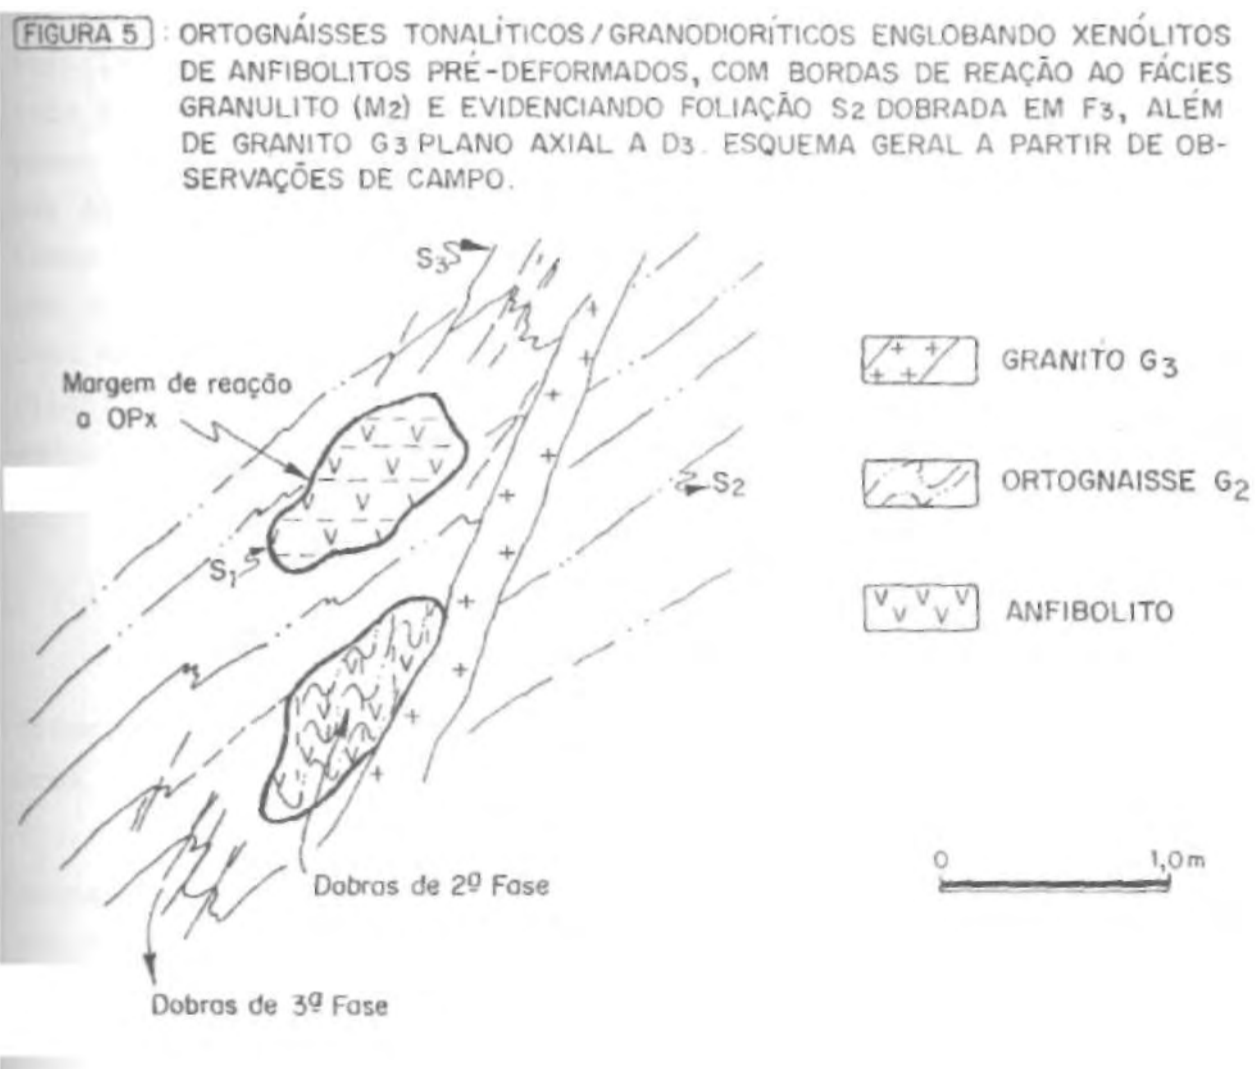 FIGURA 5 : ORTOGNÁISSES TONALÍTICOS / GRANODIORÍTICOS ENGLOBANDO XENÓLITOS
DE ANFIBOLITOS PRÉ-DEFORMADOS, COM BORDAS DE REAÇÃO AO FÁCIES
GRANULITO (M2) E EVIDENCIANDO FOLIAÇÃO S2 DOBRADA EM F3, ALÉM
DE GRANITO G3 PLANO AXIAL A D3. ESQUEMA GERAL A PARTIR DE OB-
SERVAÇÕES DE CAMPO.
S3
Margem de reação
a OPx
S2
S1
Dobras de 2ª Fase
Dobras de 3ª Fase
GRANITO G3
ORTOGNAISSE G2
ANFIBOLITO
0 1,0m